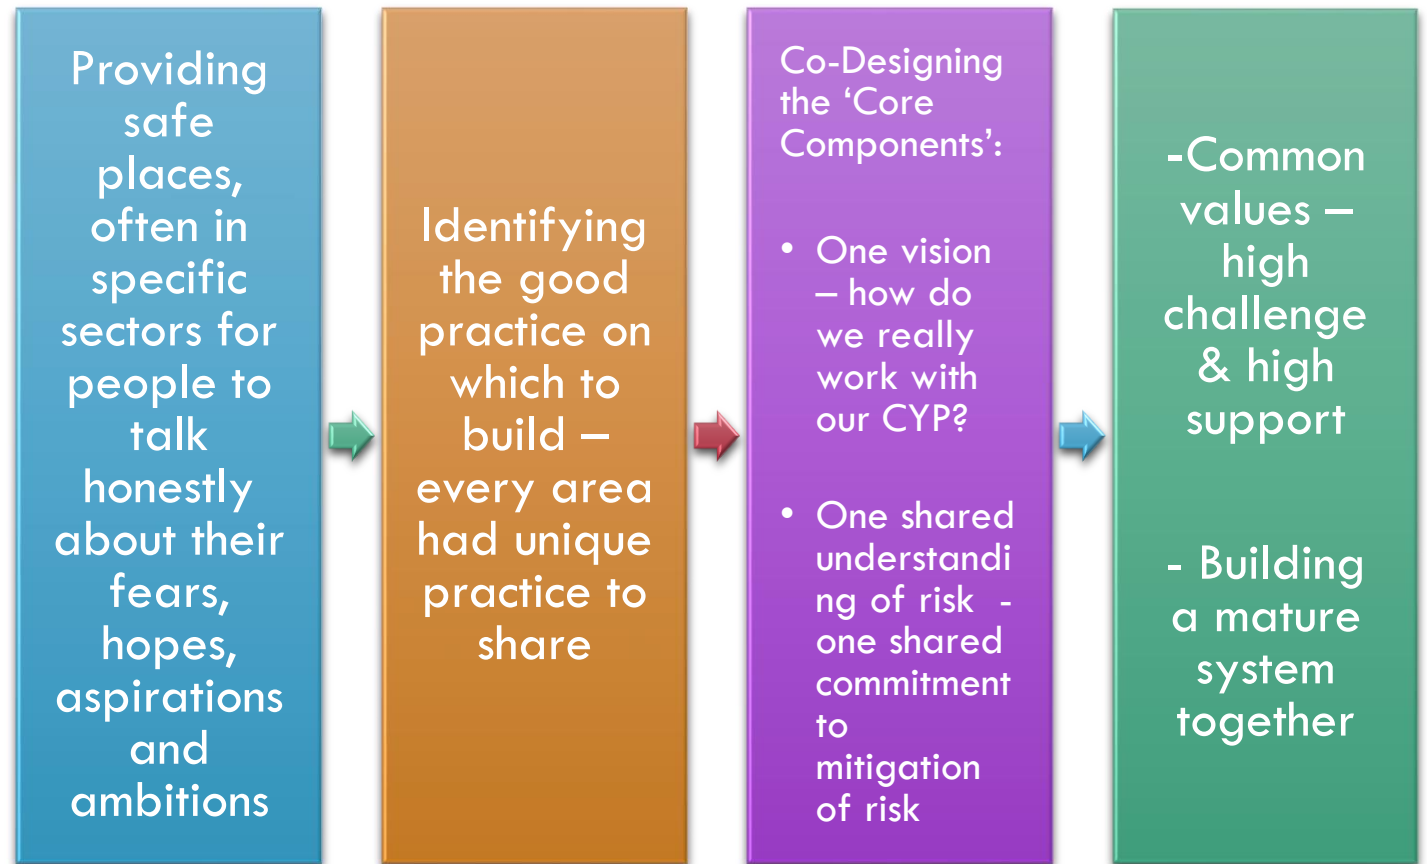 Providing
safe
places,
often in
specific
sectors for
people to
talk
honestly
about their
fears,
hopes,
aspirations
and
ambitions
Identifying
the good
practice on
which to
build –
every area
had unique
practice to
share
Co-Designing
the ‘Core
Components’:
• One vision
– how do
we really
work with
our CYP?
• One shared
understandi
ng of risk -
one shared
commitment
to
mitigation
of risk
-Common
values –
high
challenge
& high
support
- Building
a mature
system
together